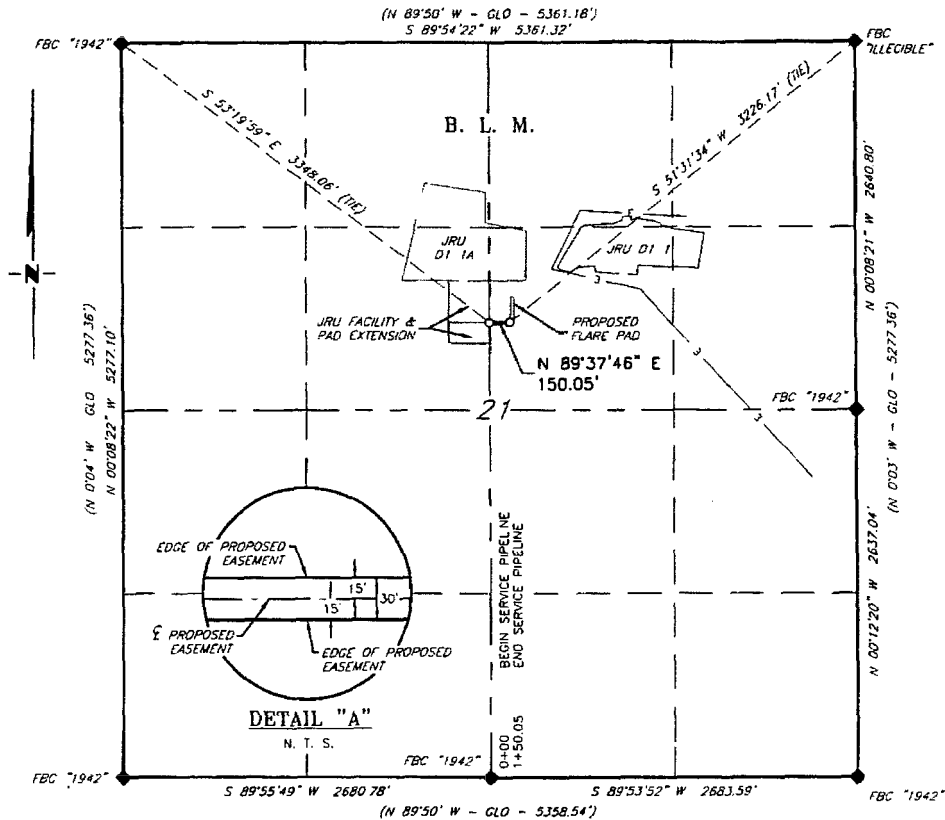 (N 89'50' W - GLO - 5361.18')
S 89'54'22" W 5361.32'
FBC "1942"
FBC
"ILLECIBLE"
S 53'19'59" E 3348.06' (TIE)
B. L. M.
S 51'31'34" W 3226.17' (TIE)
N 00'08'21" W 2640.80'
JRU
D1 1A
JRU D1 1
N
3
JRU FACILITY &
PAD EXTENSION
PROPOSED
FLARE PAD
N 89'37'46" E
150.05'
3
(N 0'04' W GLO 5277.36')
N 00'08'22" W 5277.10'
FBC "1942"
(N 0'03' W - GLO - 5277.36')
21
3
EDGE OF PROPOSED
EASEMENT
15'
30'
15'
℄ PROPOSED
EASEMENT
EDGE OF PROPOSED
EASEMENT
DETAIL "A"
N. T. S.
0+00 BEGIN SERVICE PIPELINE
1+50.05 END SERVICE PIPELINE
N 00'12'20" W 2637.04'
FBC "1942"
FBC "1942"
FBC "1942"
S 89'55'49" W 2680.78'
S 89'53'52" W 2683.59'
(N 89'50' W - GLO - 5358.54')